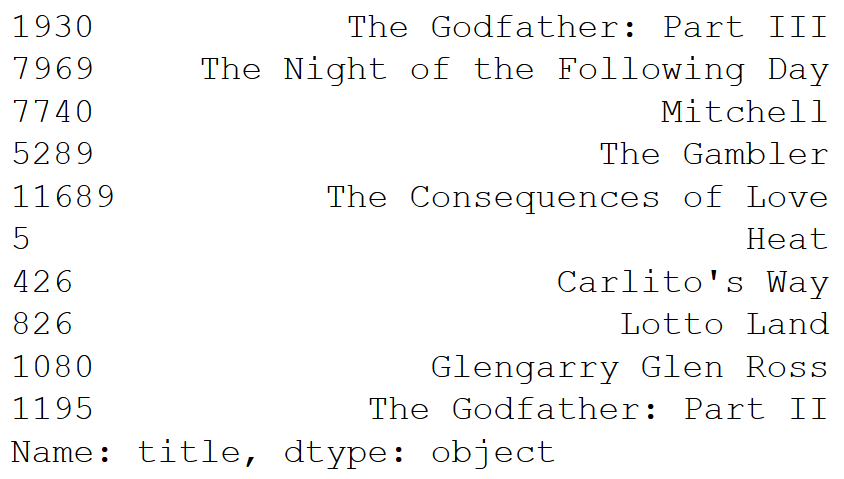 1930 The Godfather: Part III
7969 The Night of the Following Day
7740 Mitchell
5289 The Gambler
11689 The Consequences of Love
5 Heat
426 Carlito's Way
826 Lotto Land
1080 Glengarry Glen Ross
1195 The Godfather: Part II
Name: title, dtype: object